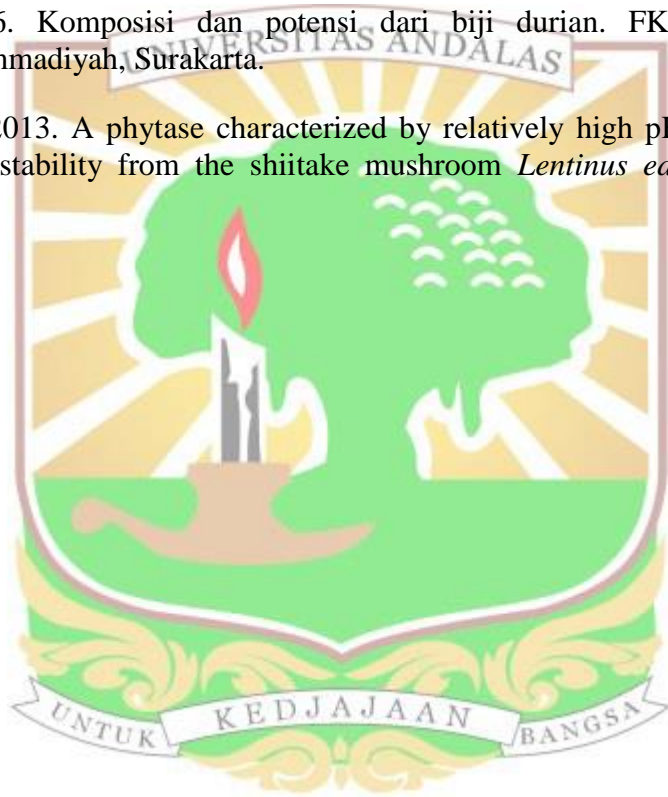 6. Komposisi dan potensi dari biji durian. FK
mmadiyah, Surakarta.
UNIVERSITAS ANDALAS
2013. A phytase characterized by relatively high pH
stability from the shiitake mushroom Lentinus ed
UNTUK KEDJAJAAN BANGSA